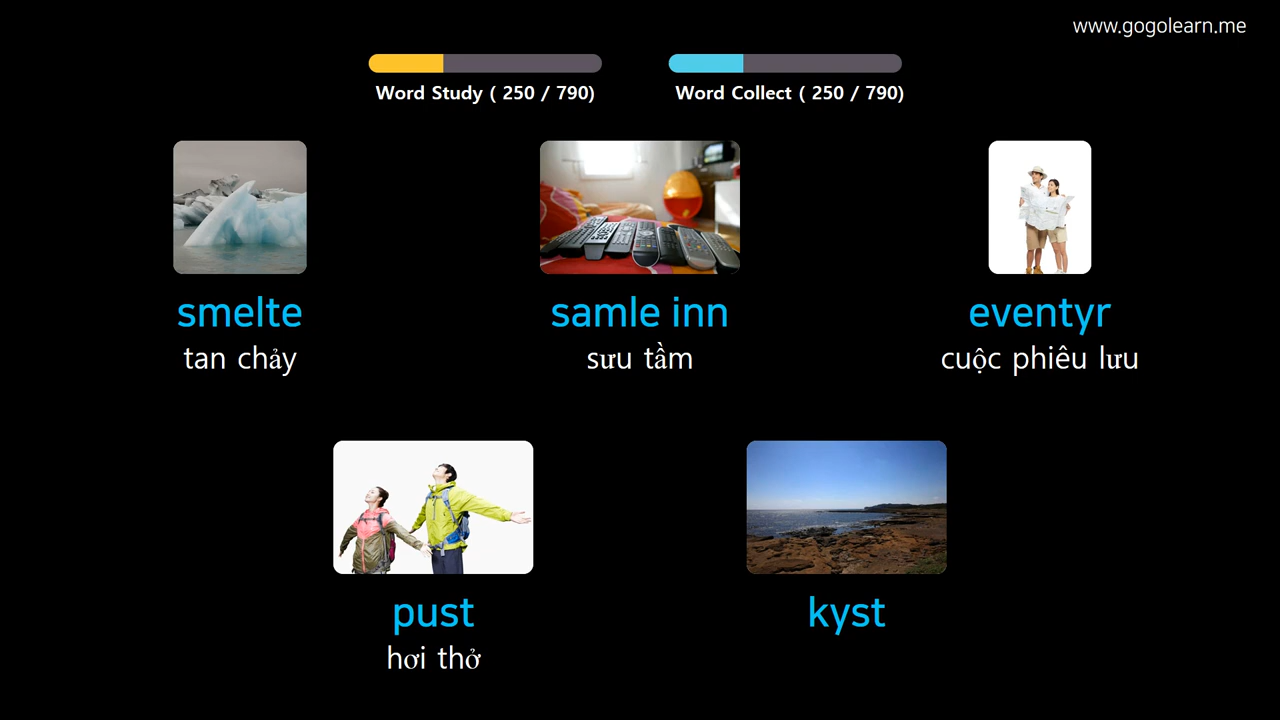 www.gogolearn.me
Word Study ( 250 / 790)
Word Collect ( 250 / 790)
smelte
tan chảy
samle inn
sưu tầm
eventyr
cuộc phiêu lưu
pust
hơi thở
kyst